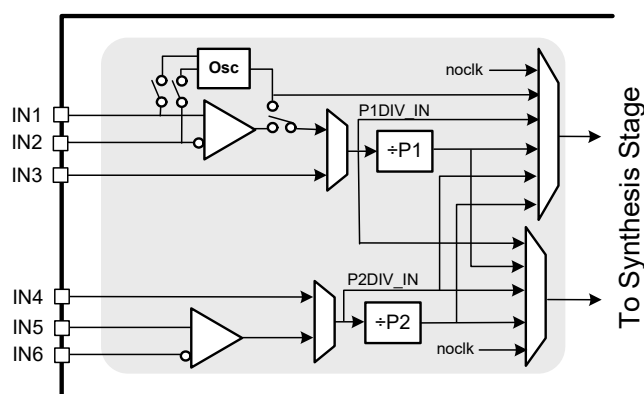 Osc
noclk
IN1
P1DIV_IN
IN2
÷P1
IN3
To Synthesis Stage
IN4
P2DIV_IN
IN5
÷P2
IN6
noclk